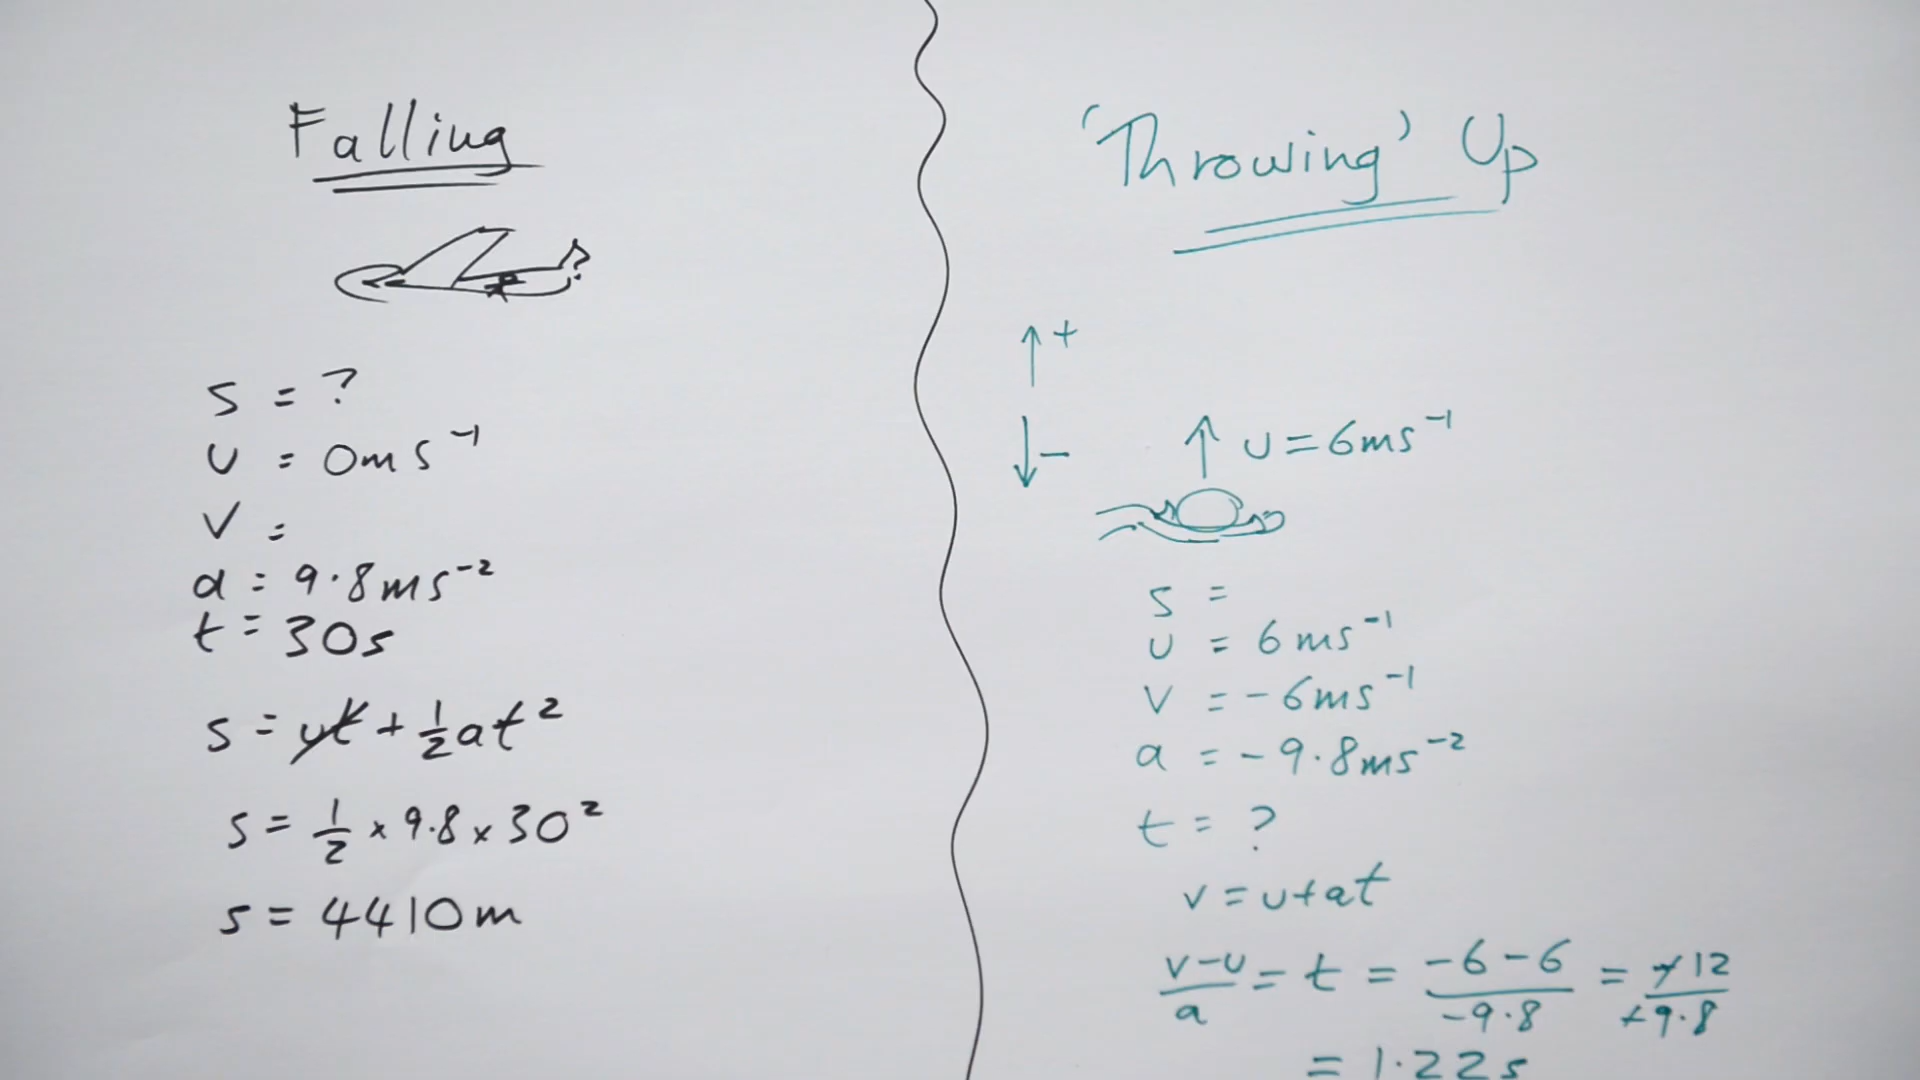 Falling
s = ?
u = 0ms⁻¹
v =
a = 9.8ms⁻²
t = 30s
s = ut + ½at²
s = ½ × 9.8 × 30²
s = 4410m
'Throwing' Up
↑ +
↓ -
↑ u = 6ms⁻¹
s =
u = 6ms⁻¹
v = -6ms⁻¹
a = -9.8ms⁻²
t = ?
v = u + at
(v-u)/a = t = (-6-6)/(-9.8) = -12/-9.8
= 1.22s